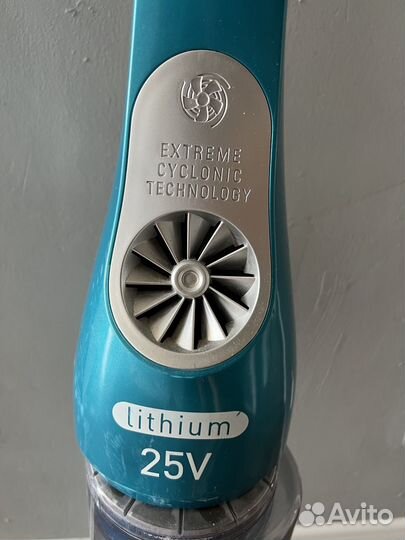 EXTREME
CYCLONIC
TECHNOLOGY
lithium
25V
Avito